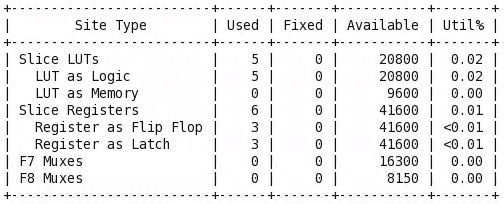 +-------------------------+------+-------+-----------+-------+
|        Site Type        | Used | Fixed | Available | Util% |
+-------------------------+------+-------+-----------+-------+
| Slice LUTs              |    5 |     0 |     20800 |  0.02 |
|   LUT as Logic          |    5 |     0 |     20800 |  0.02 |
|   LUT as Memory         |    0 |     0 |      9600 |  0.00 |
| Slice Registers         |    6 |     0 |     41600 |  0.01 |
|   Register as Flip Flop |    3 |     0 |     41600 | <0.01 |
|   Register as Latch     |    3 |     0 |     41600 | <0.01 |
| F7 Muxes                |    0 |     0 |     16300 |  0.00 |
| F8 Muxes                |    0 |     0 |      8150 |  0.00 |
+-------------------------+------+-------+-----------+-------+